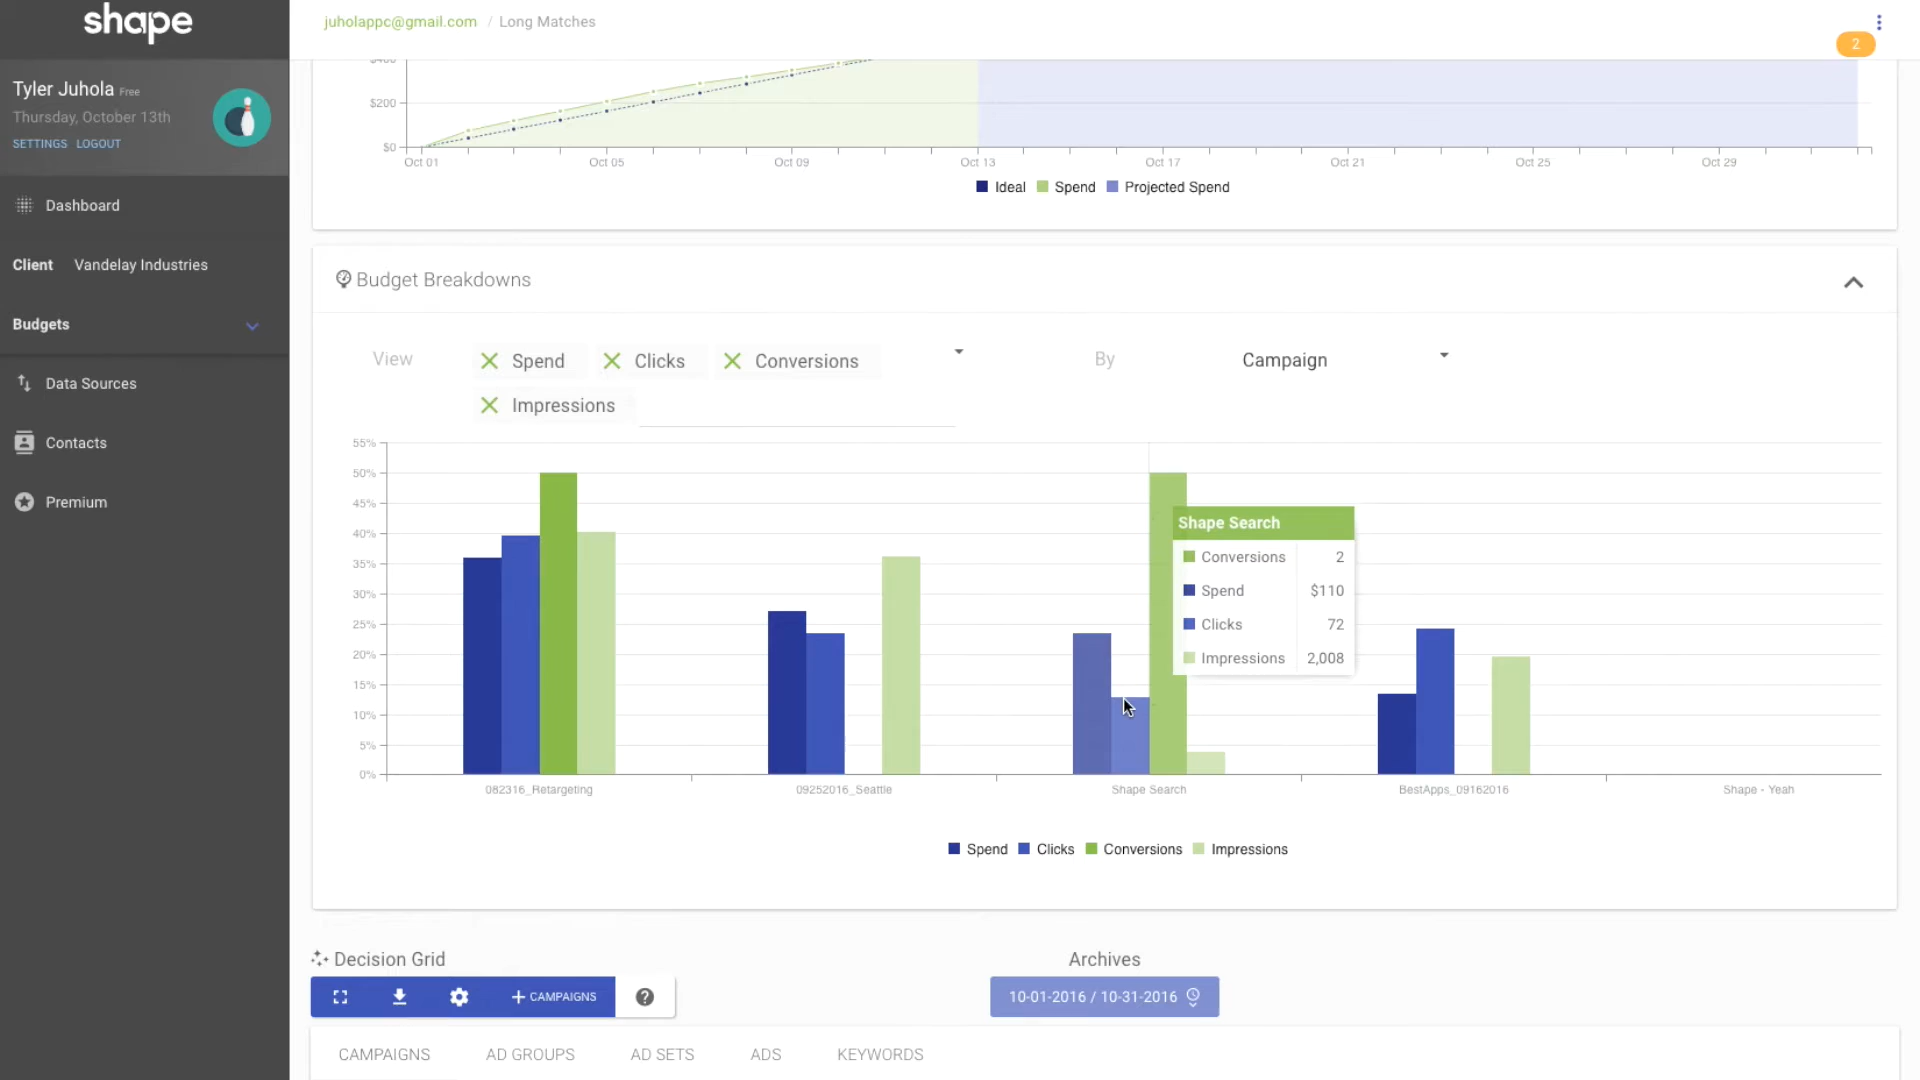 shape
juholappc@gmail.com / Long Matches
2
Tyler Juhola Free
Thursday, October 13th
SETTINGS LOGOUT
Dashboard
Client Vandelay Industries
Budgets
Data Sources
Contacts
Premium
$400
$200
$0
Oct 01 Oct 05 Oct 09 Oct 13 Oct 17 Oct 21 Oct 25 Oct 29
Ideal Spend Projected Spend
Budget Breakdowns
View Spend Clicks Conversions By Campaign
Impressions
55%
50%
45%
40%
35%
30%
25%
20%
15%
10%
5%
0%
Shape Search
Conversions 2
Spend $110
Clicks 72
Impressions 2,008
082316_Retargeting 09252016_Seattle Shape Search BestApps_09162016 Shape - Yeah
Spend Clicks Conversions Impressions
Decision Grid
Archives
+ CAMPAIGNS ?
10-01-2016 / 10-31-2016
CAMPAIGNS AD GROUPS AD SETS ADS KEYWORDS